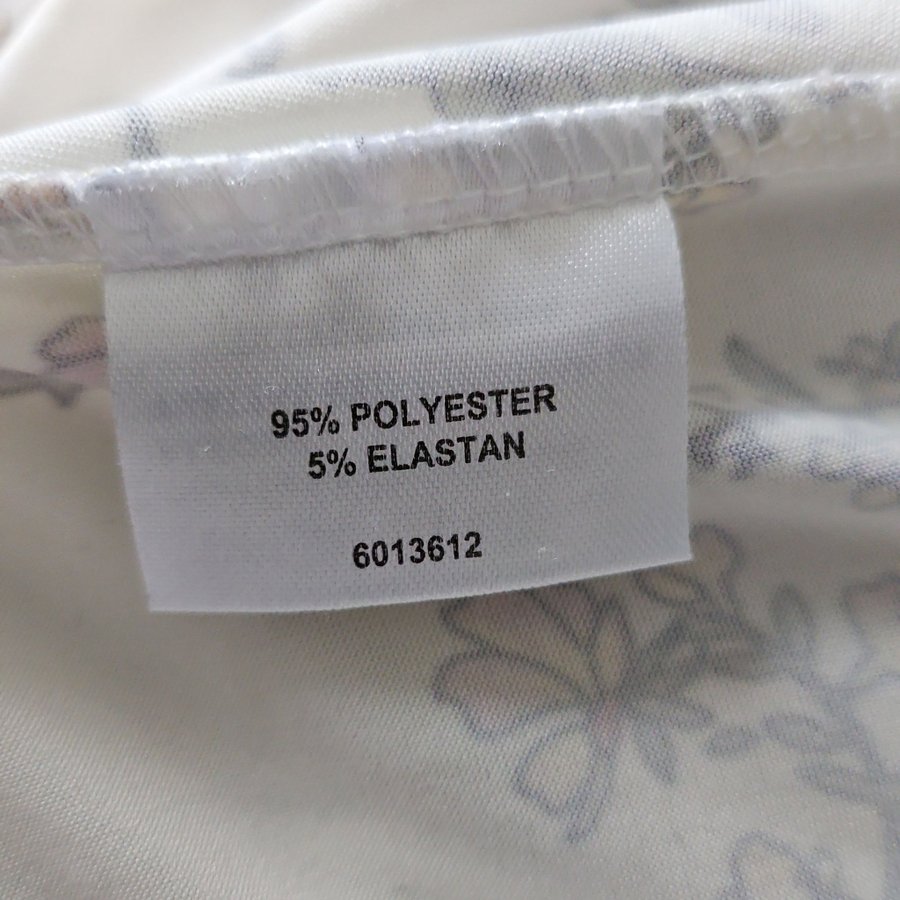 95% POLYESTER
5% ELASTAN
6013612